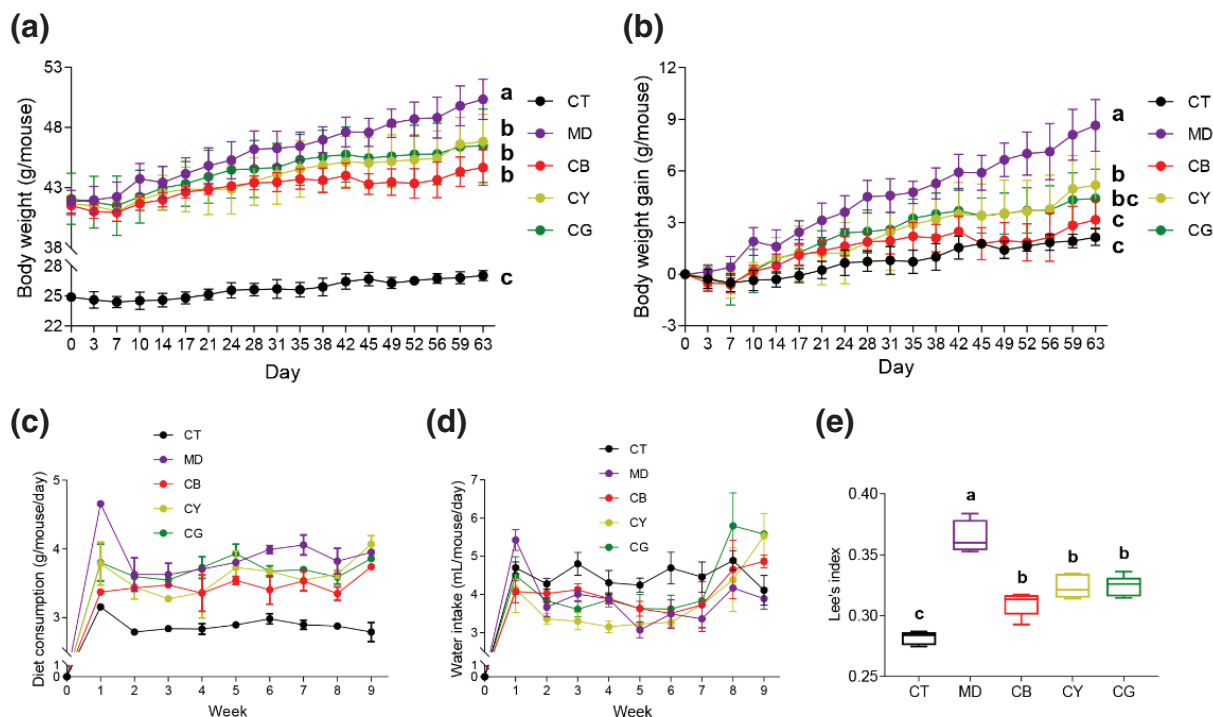 (a)
Body weight (g/mouse)
53
48
43
38
28
25
22
0 3 7 10 14 17 21 24 28 31 35 38 42 45 49 52 56 59 63
Day
a
b
b
b
c
CT
MD
CB
CY
CG
(b)
Body weight gain (g/mouse)
12
9
6
3
0
-3
0 3 7 10 14 17 21 24 28 31 35 38 42 45 49 52 56 59 63
Day
a
b
bc
c
c
CT
MD
CB
CY
CG
(c)
CT
MD
CB
CY
CG
Diet consumption (g/mouse/day)
5
4
3
1
0
0 1 2 3 4 5 6 7 8 9
Week
(d)
CT
MD
CB
CY
CG
Water intake (mL/mouse/day)
7
6
5
4
3
1
0
0 1 2 3 4 5 6 7 8 9
Week
(e)
Lee's index
0.40
0.35
0.30
0.25
c
a
b
b
b
CT MD CB CY CG